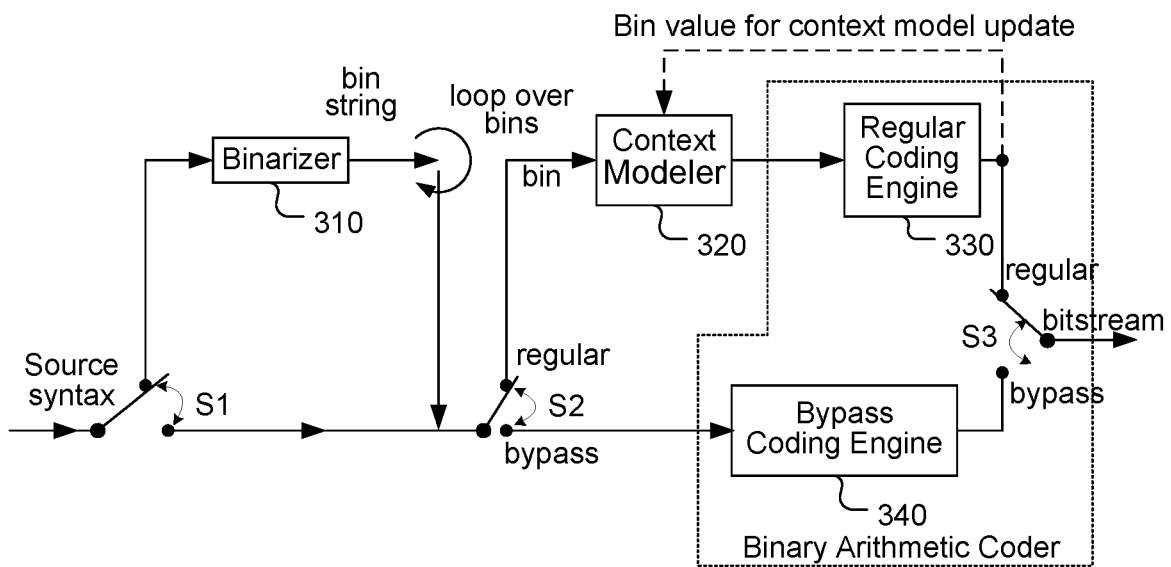 Bin value for context model update
bin
string
loop over
bins
Binarizer
310
bin
Context
Modeler
320
Regular
Coding
Engine
330
regular
S3
bitstream
bypass
Source
syntax
S1
regular
S2
bypass
Bypass
Coding Engine
340
Binary Arithmetic Coder